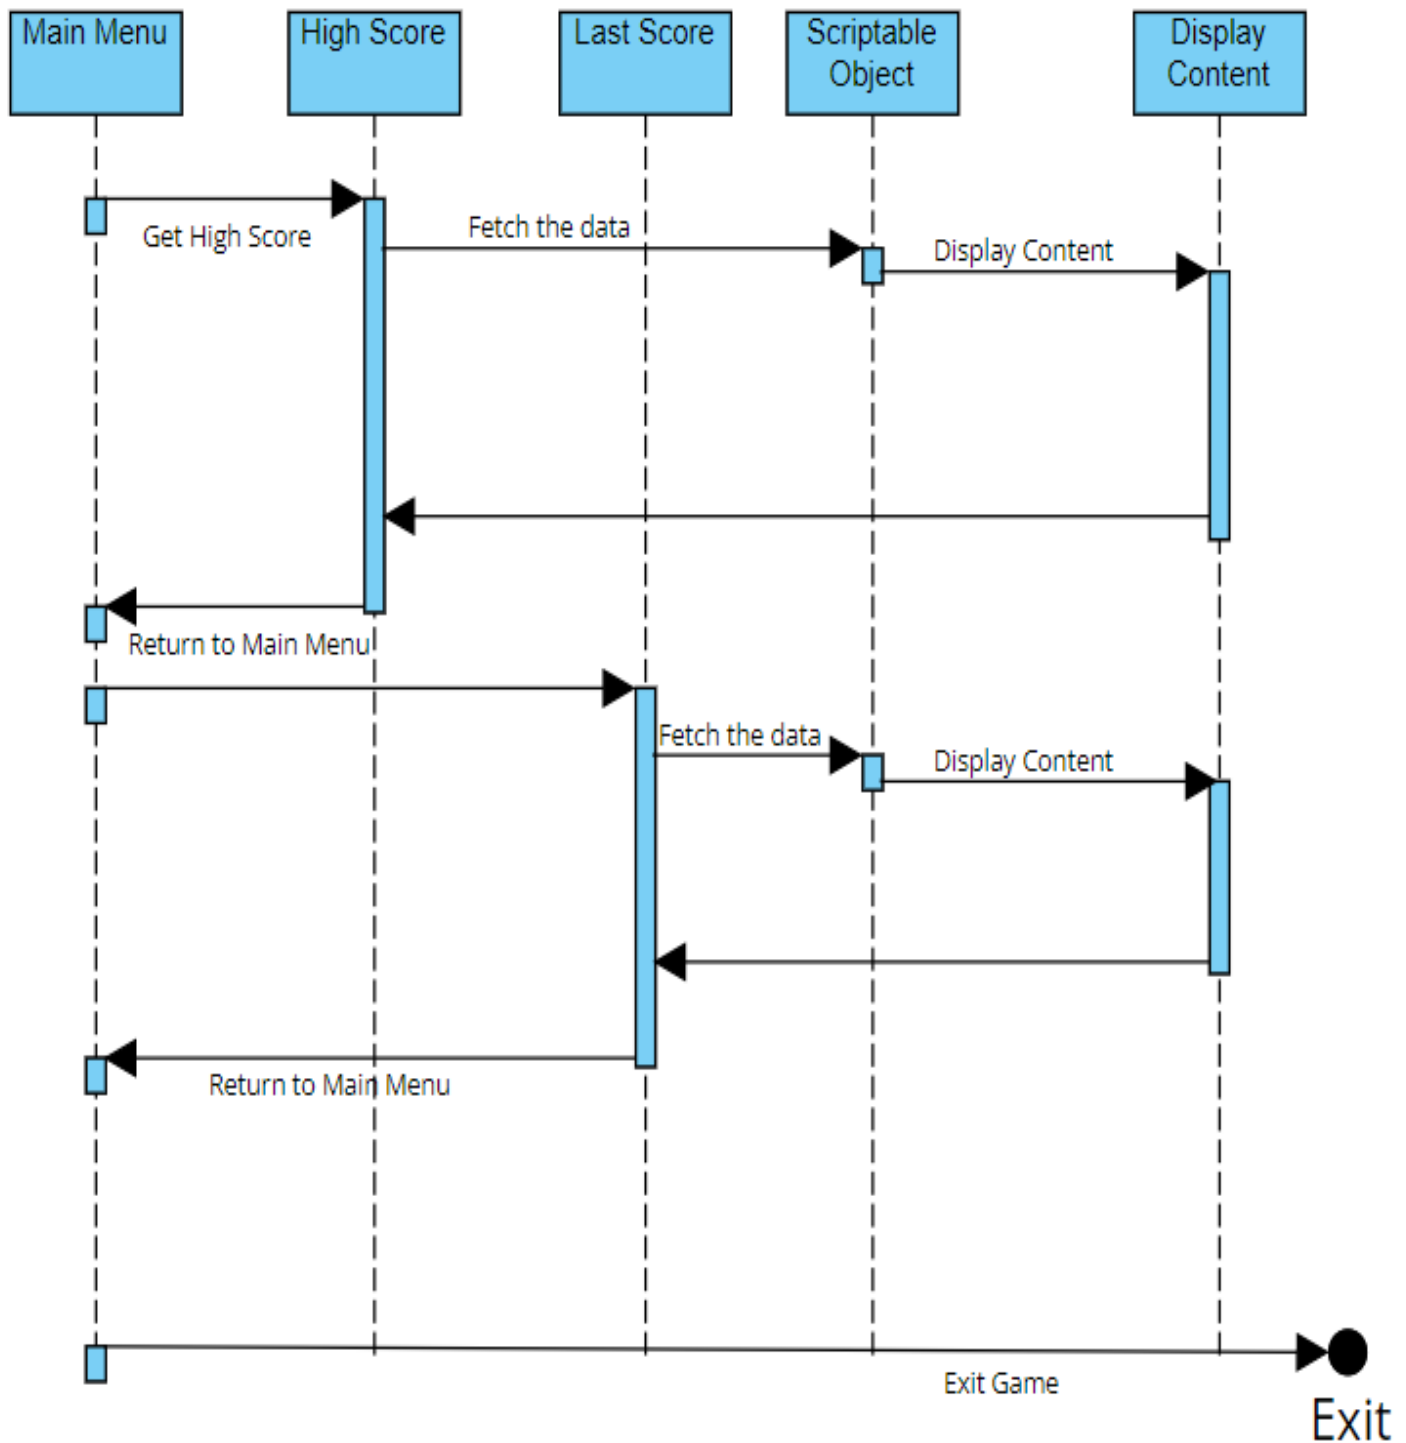 Main Menu
High Score
Last Score
Scriptable
Object
Display
Content
Get High Score
Fetch the data
Display Content
Return to Main Menu
Fetch the data
Display Content
Return to Main Menu
Exit Game
Exit